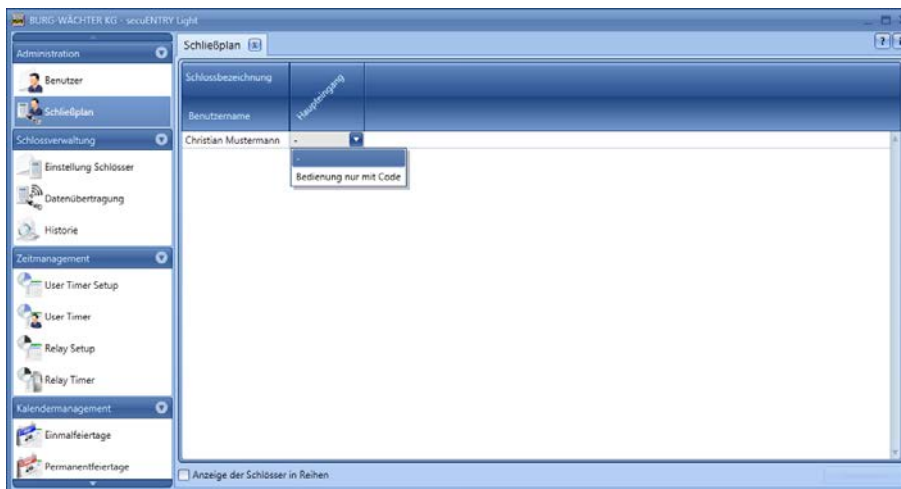 BURG-WÄCHTER KG - secuENTRY Light
Administration
Benutzer
Schließplan
Schlossverwaltung
Einstellung Schlösser
Datenübertragung
Historie
Zeitmanagement
User Timer Setup
User Timer
Relay Setup
Relay Timer
Kalendermanagement
Einmalfeiertage
Permanentfeiertage
Schließplan
Schlossbezeichnung
Haupteingang
Benutzername
Christian Mustermann -
-
Bedienung nur mit Code
Anzeige der Schlösser in Reihen